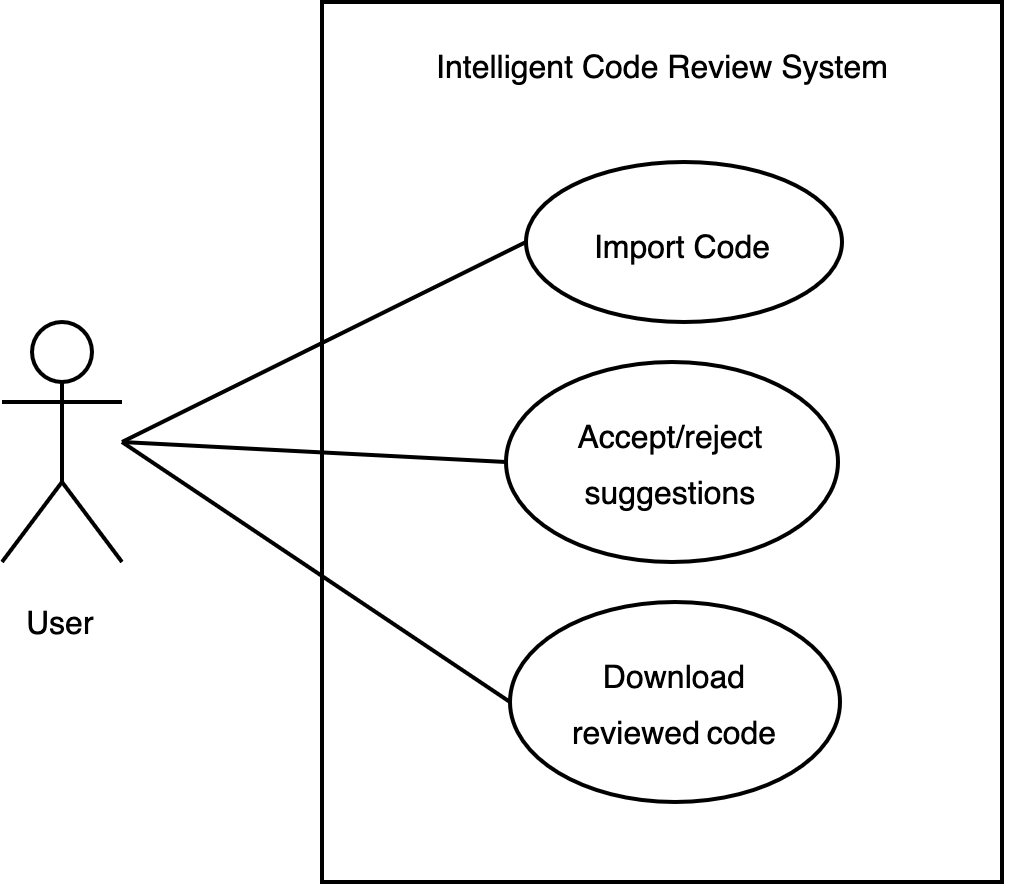 Intelligent Code Review System
Import Code
Accept/reject
suggestions
User
Download
reviewed code